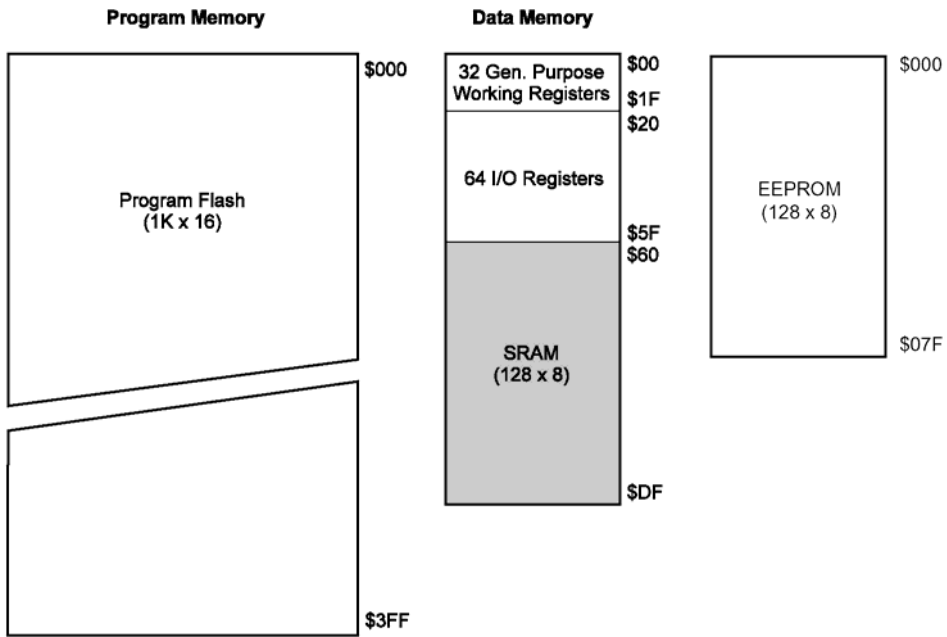 Program Memory
$000
Program Flash
(1K x 16)
$3FF
Data Memory
32 Gen. Purpose
Working Registers
$00
$1F
$20
64 I/O Registers
$5F
$60
SRAM
(128 x 8)
$DF
$000
EEPROM
(128 x 8)
$07F